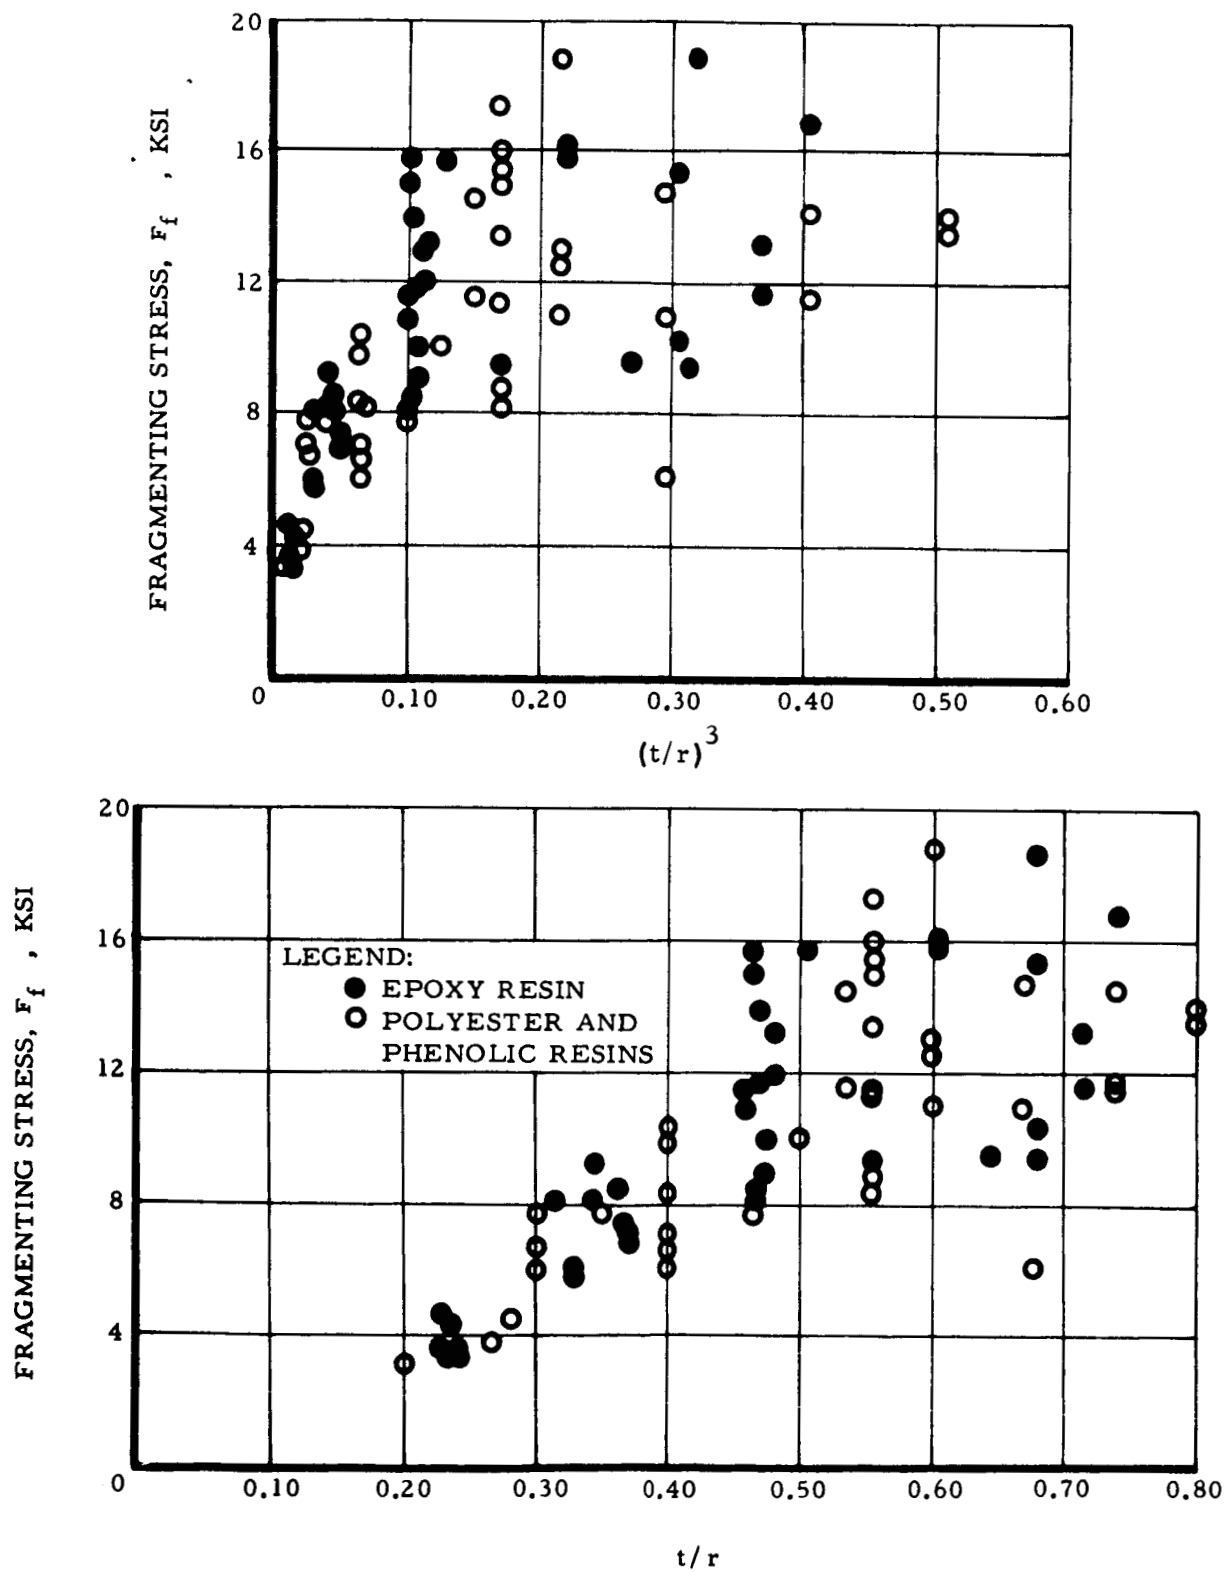 20
16
12
8
4
0
FRAGMENTING STRESS, Ff , KSI
0.10 0.20 0.30 0.40 0.50 0.60
(t/r)3
20
16
12
8
4
0
FRAGMENTING STRESS, Ff , KSI
LEGEND:
EPOXY RESIN
POLYESTER AND
PHENOLIC RESINS
0.10 0.20 0.30 0.40 0.50 0.60 0.70 0.80
t/r